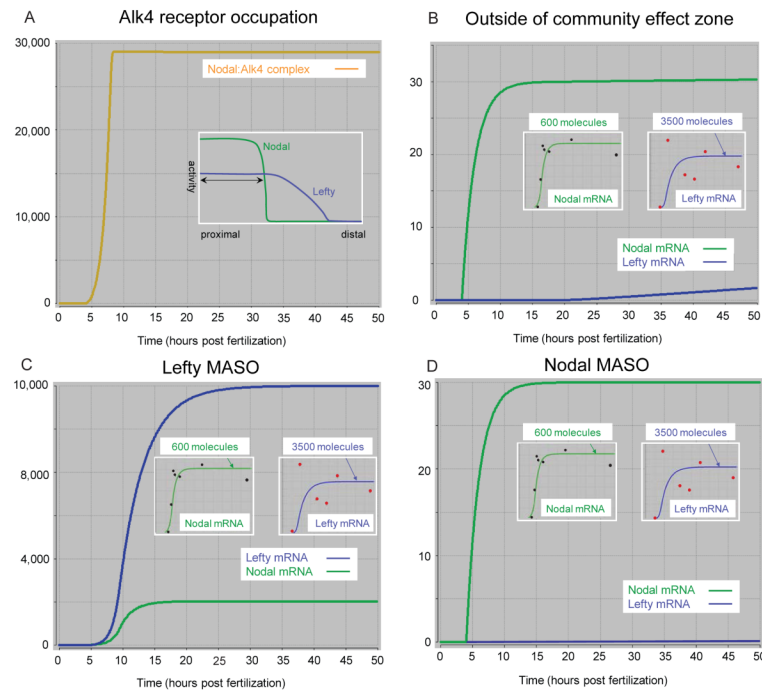 A
Alk4 receptor occupation
30,000
20,000
10,000
0
Nodal:Alk4 complex
activity
Nodal
Lefty
proximal
distal
0 5 10 15 20 25 30 35 40 45 50
Time (hours post fertilization)
B
Outside of community effect zone
30
20
10
0
600 molecules
Nodal mRNA
3500 molecules
Lefty mRNA
Nodal mRNA
Lefty mRNA
0 5 10 15 20 25 30 35 40 45 50
Time (hours post fertilization)
C
Lefty MASO
10,000
8,000
4,000
0
600 molecules
Nodal mRNA
3500 molecules
Lefty mRNA
Lefty mRNA
Nodal mRNA
0 5 10 15 20 25 30 35 40 45 50
Time (hours post fertilization)
D
Nodal MASO
30
20
10
0
600 molecules
Nodal mRNA
3500 molecules
Lefty mRNA
Nodal mRNA
Lefty mRNA
0 5 10 15 20 25 30 35 40 45 50
Time (hours post fertilization)